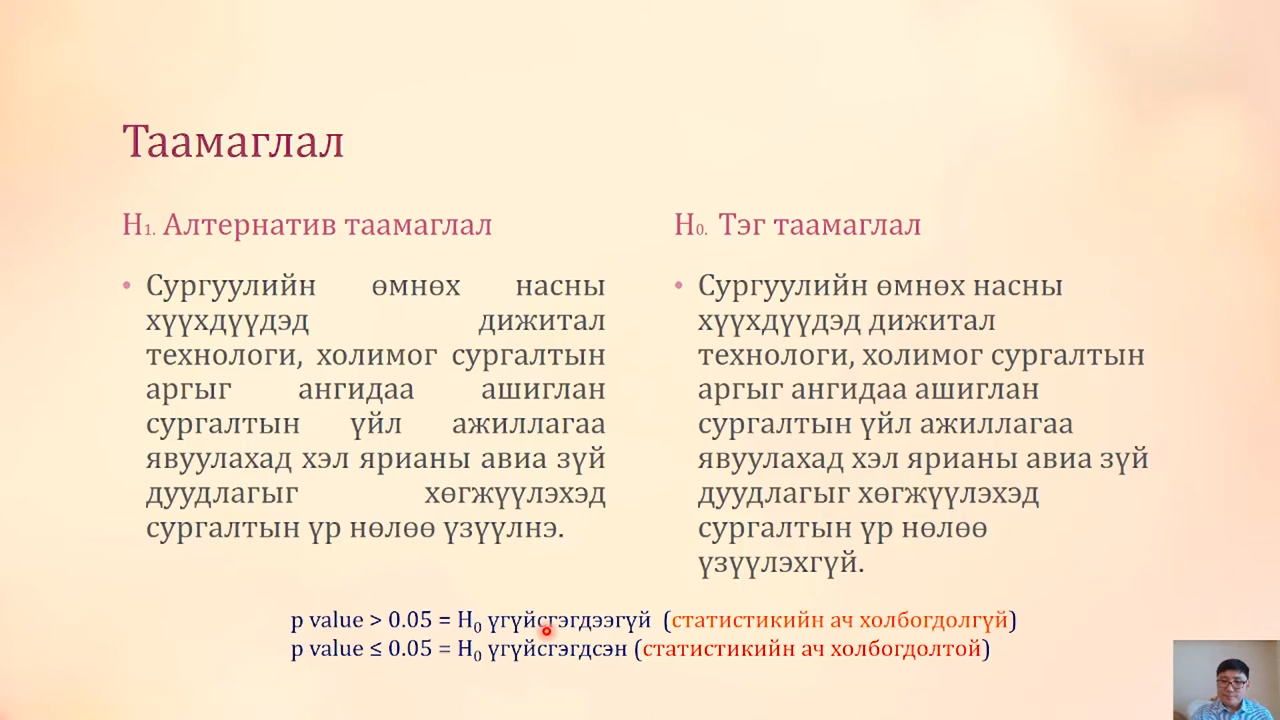 Таамаглал
H1. Алтернатив таамаглал
• Сургуулийн өмнөх насны
хүүхдүүдэд дижитал
технологи, холимог сургалтын
аргыг ангидаа ашиглан
сургалтын үйл ажиллагаа
явуулахад хэл ярианы авиа зүй
дуудлагыг хөгжүүлэхэд
сургалтын үр нөлөө үзүүлнэ.
H0. Тэг таамаглал
• Сургуулийн өмнөх насны
хүүхдүүдэд дижитал
технологи, холимог сургалтын
аргыг ангидаа ашиглан
сургалтын үйл ажиллагаа
явуулахад хэл ярианы авиа зүй
дуудлагыг хөгжүүлэхэд
сургалтын үр нөлөө
үзүүлэхгүй.
p value > 0.05 = H0 үгүйсгэгдээгүй (статистикийн ач холбогдолгүй)
p value ≤ 0.05 = H0 үгүйсгэгдсэн (статистикийн ач холбогдолтой)